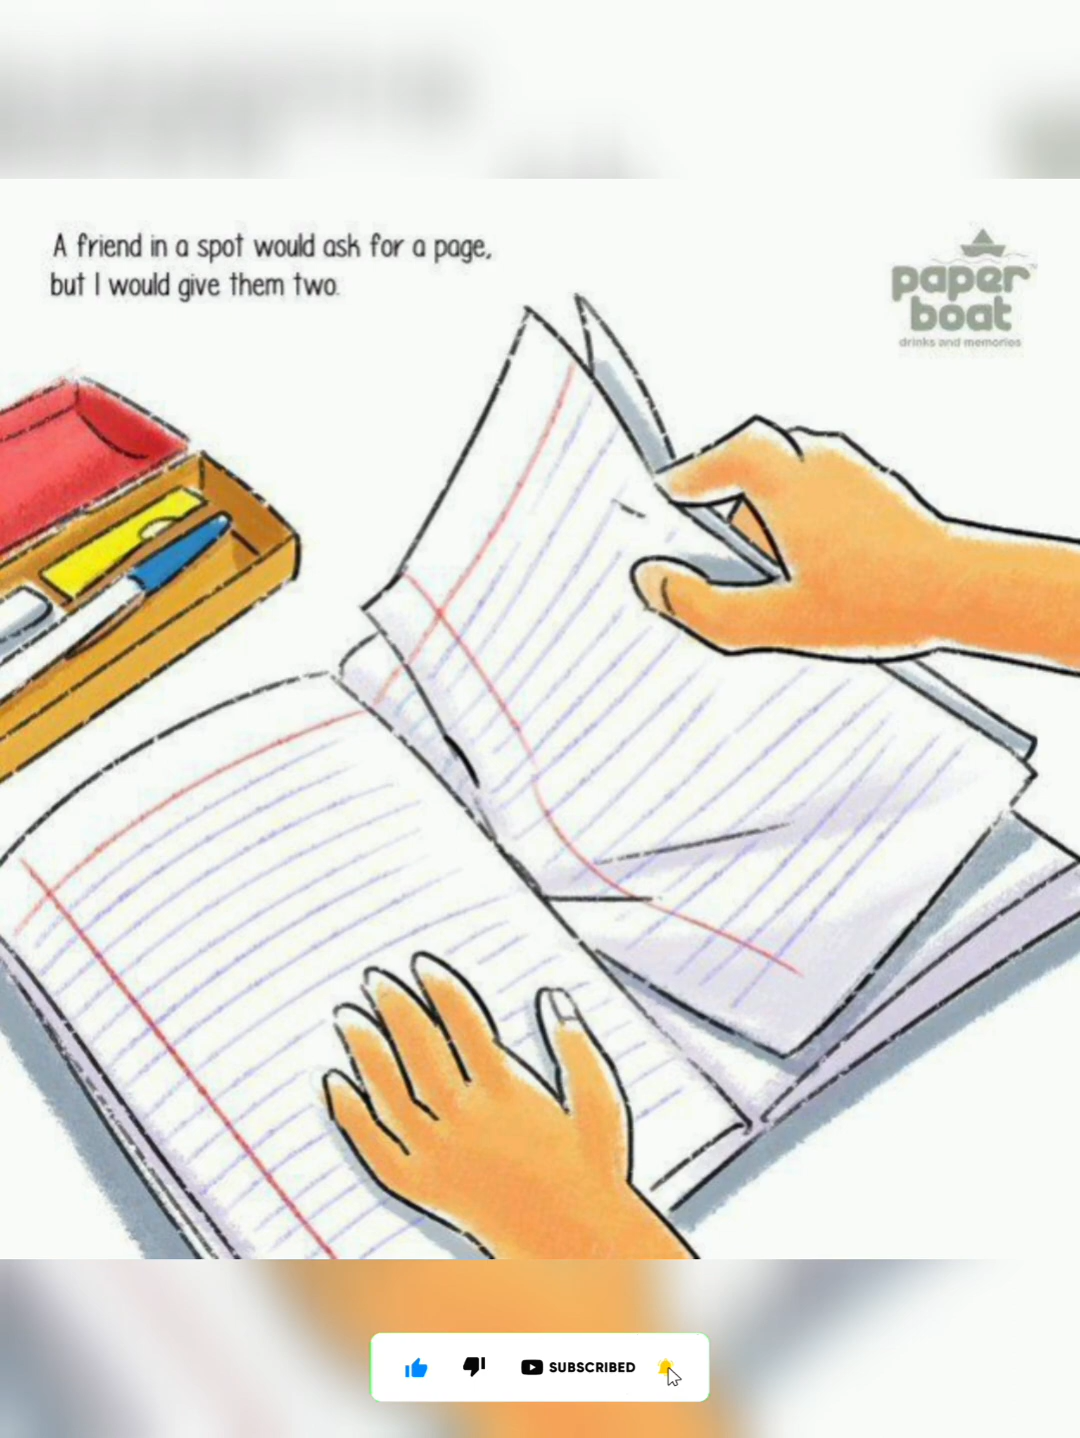 A friend in a spot would ask for a page,
but I would give them two.
paper
boat
drinks and memories
SUBSCRIBED